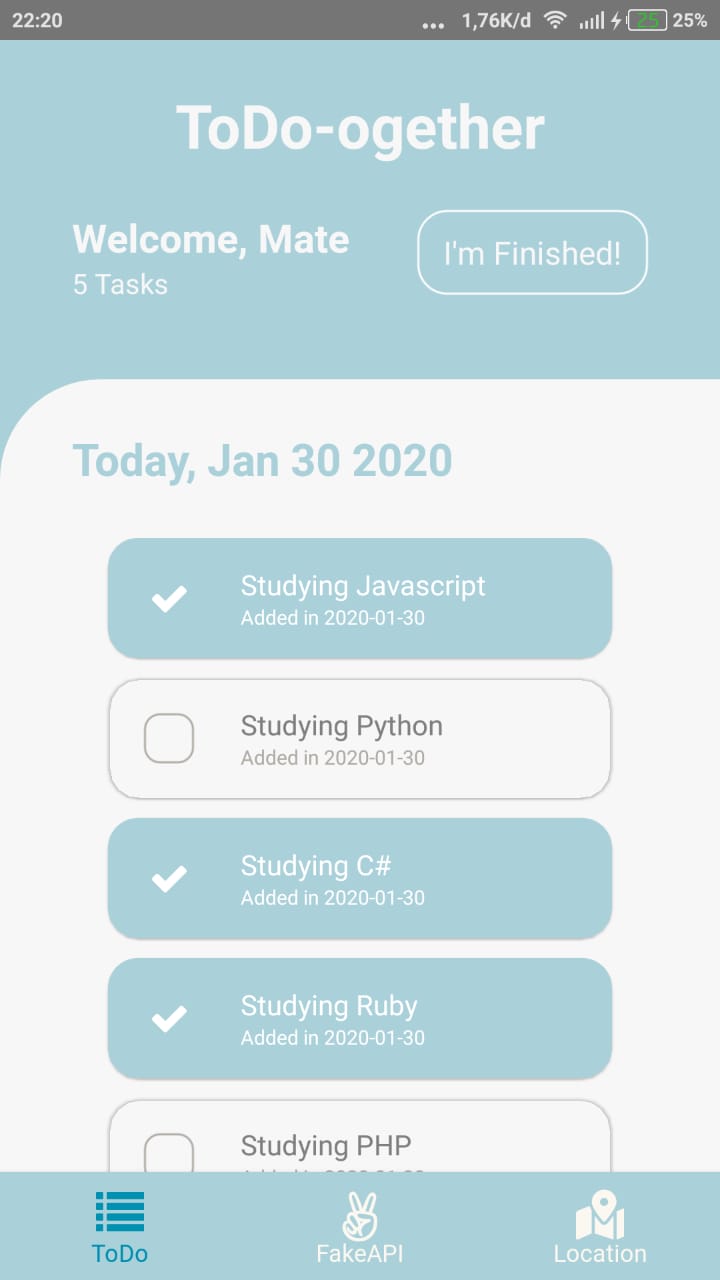 22:20 ... 1,76K/d 25 25%
ToDo-ogether
Welcome, Mate
5 Tasks
I'm Finished!
Today, Jan 30 2020
Studying Javascript
Added in 2020-01-30
Studying Python
Added in 2020-01-30
Studying C#
Added in 2020-01-30
Studying Ruby
Added in 2020-01-30
Studying PHP
ToDo FakeAPI Location